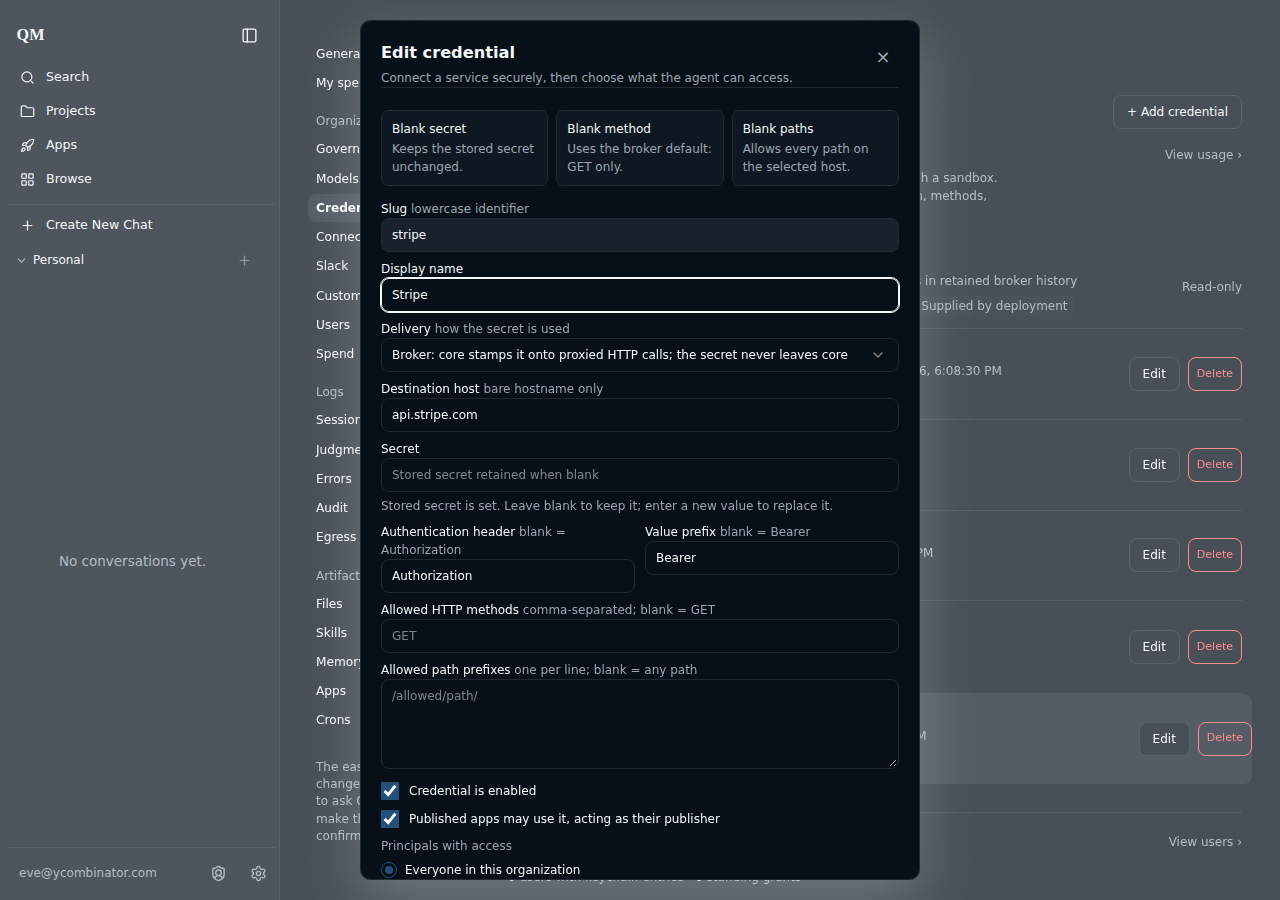 QM
Search
Projects
Apps
Browse
Create New Chat
Personal
No conversations yet.
eve@ycombinator.com
My spe
Organiz
Govern
Models
Creder
Connec
Slack
Custom
Users
Spend
Logs
Session
Judgme
Errors
Audit
Egress
Artifact
Files
Skills
Memory
Apps
Crons
The eas
change
make th
confirm
Edit credential
×
Connect a service securely, then choose what the agent can access.
Blank secret
Keeps the stored secret
unchanged.
Blank method
Uses the broker default:
GET only.
Blank paths
Allows every path on
the selected host.
Slug lowercase identifier
stripe
Display name
Stripe
Delivery how the secret is used
Broker: core stamps it onto proxied HTTP calls; the secret never leaves core
Destination host bare hostname only
api.stripe.com
Secret
Stored secret retained when blank
Stored secret is set. Leave blank to keep it; enter a new value to replace it.
Authentication header blank =
Authorization
Authorization
Value prefix blank = Bearer
Bearer
Allowed HTTP methods comma-separated; blank = GET
GET
Allowed path prefixes one per line; blank = any path
/allowed/path/
Credential is enabled
Published apps may use it, acting as their publisher
Principals with access
Everyone in this organization
+ Add credential
View usage ›
h a sandbox.
, methods,
in retained broker history
Supplied by deployment
Read-only
6, 6:08:30 PM
Edit
Delete
Edit
Delete
PM
Edit
Delete
Edit
Delete
Edit
Delete
View users ›